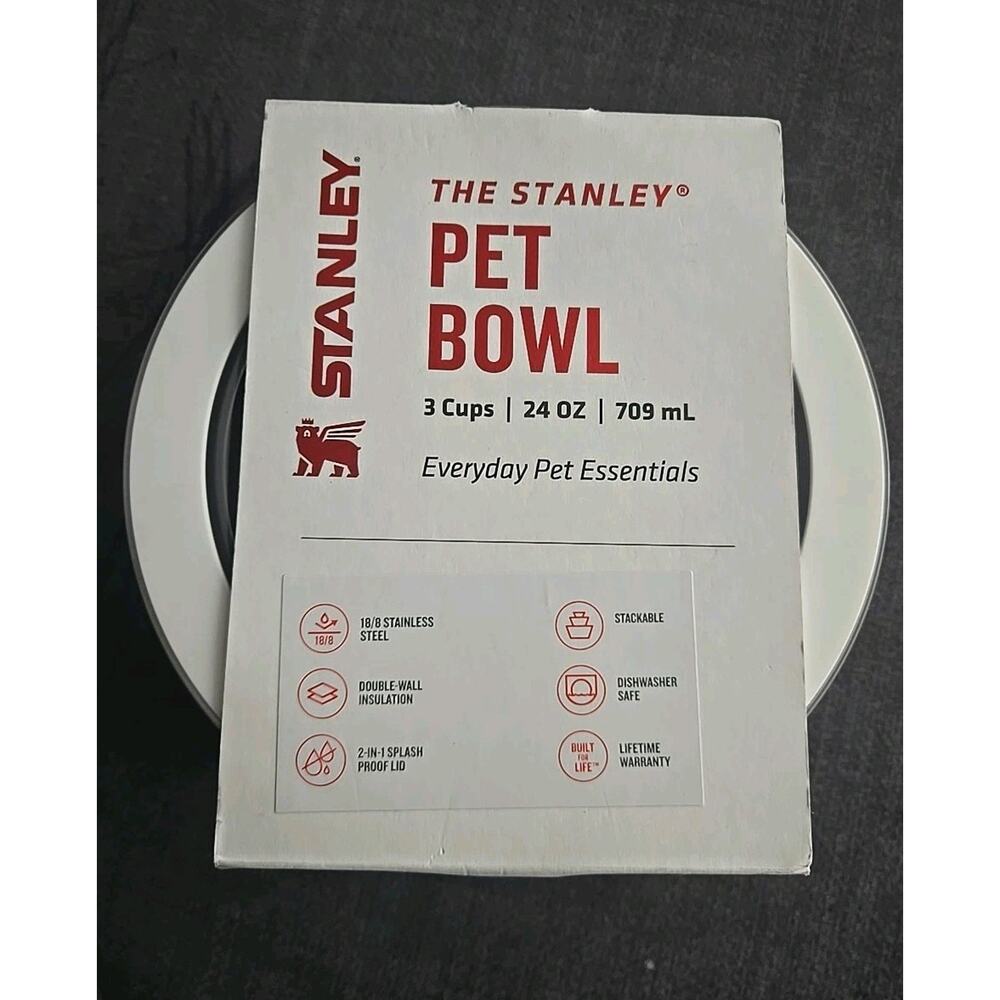 STANLEY®
THE STANLEY®
PET
BOWL
3 Cups | 24 OZ | 709 mL
Everyday Pet Essentials
18/8
18/8 STAINLESS
STEEL
DOUBLE-WALL
INSULATION
2-IN-1 SPLASH
PROOF LID
STACKABLE
DISHWASHER
SAFE
BUILT
FOR
LIFE™
LIFETIME
WARRANTY